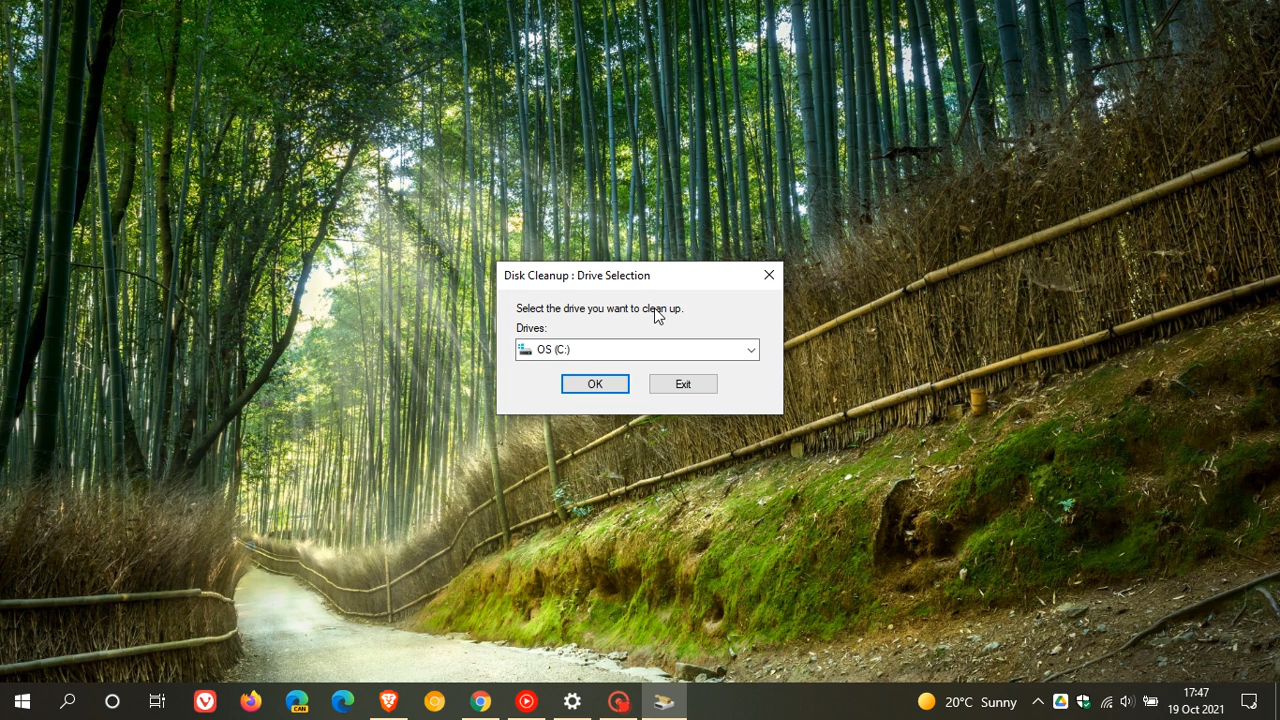 Disk Cleanup : Drive Selection
Select the drive you want to clean up.
Drives:
OS (C:)
OK
Exit
CAN
20°C Sunny
17:47
19 Oct 2021